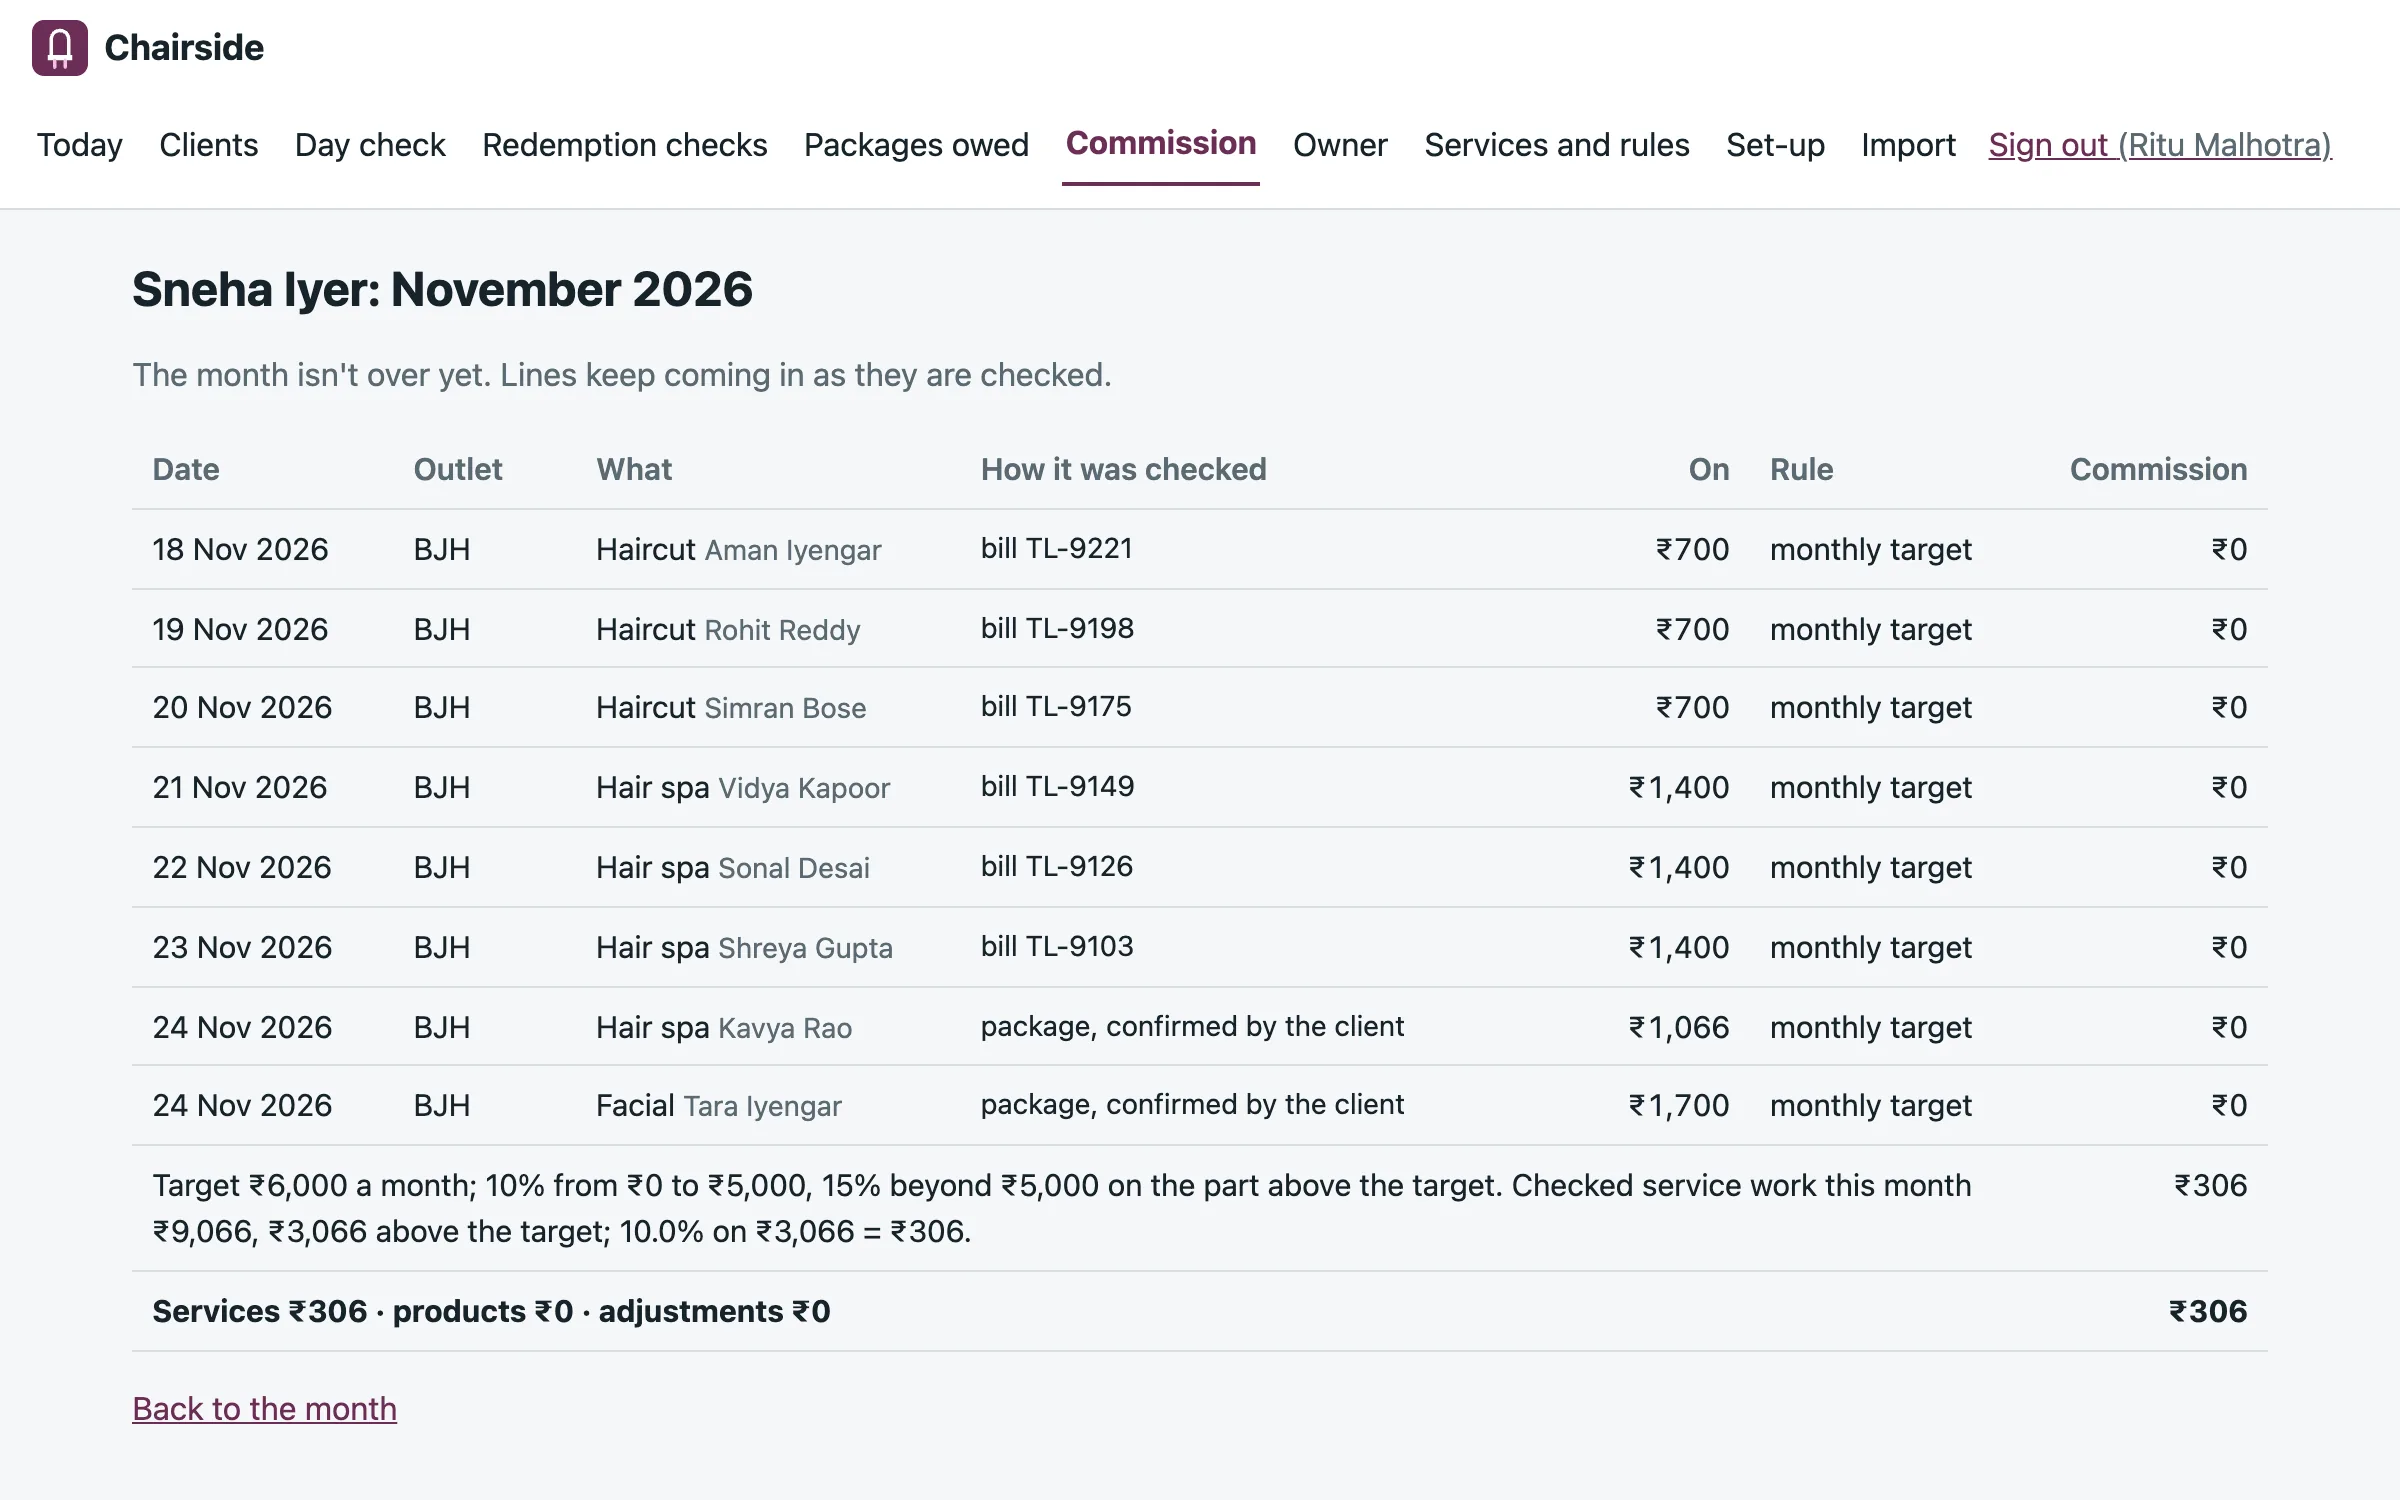 Chairside
Today Clients Day check Redemption checks Packages owed Commission Owner Services and rules Set-up Import Sign out (Ritu Malhotra)
Sneha Iyer: November 2026
The month isn't over yet. Lines keep coming in as they are checked.
Date Outlet What How it was checked On Rule Commission
18 Nov 2026 BJH Haircut Aman Iyengar bill TL-9221 ₹700 monthly target ₹0
19 Nov 2026 BJH Haircut Rohit Reddy bill TL-9198 ₹700 monthly target ₹0
20 Nov 2026 BJH Haircut Simran Bose bill TL-9175 ₹700 monthly target ₹0
21 Nov 2026 BJH Hair spa Vidya Kapoor bill TL-9149 ₹1,400 monthly target ₹0
22 Nov 2026 BJH Hair spa Sonal Desai bill TL-9126 ₹1,400 monthly target ₹0
23 Nov 2026 BJH Hair spa Shreya Gupta bill TL-9103 ₹1,400 monthly target ₹0
24 Nov 2026 BJH Hair spa Kavya Rao package, confirmed by the client ₹1,066 monthly target ₹0
24 Nov 2026 BJH Facial Tara Iyengar package, confirmed by the client ₹1,700 monthly target ₹0
Target ₹6,000 a month; 10% from ₹0 to ₹5,000, 15% beyond ₹5,000 on the part above the target. Checked service work this month ₹306
₹9,066, ₹3,066 above the target; 10.0% on ₹3,066 = ₹306.
Services ₹306 · products ₹0 · adjustments ₹0 ₹306
Back to the month